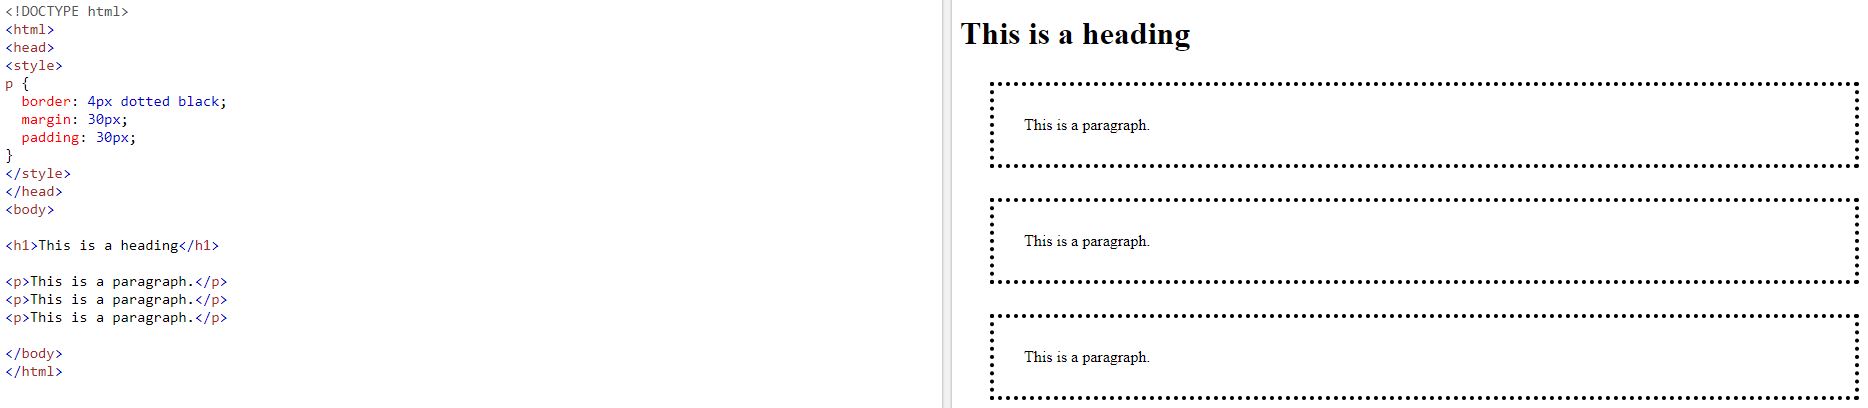 <!DOCTYPE html>
<html>
<head>
<style>
p {
  border: 4px dotted black;
  margin: 30px;
  padding: 30px;
}
</style>
</head>
<body>

<h1>This is a heading</h1>

<p>This is a paragraph.</p>
<p>This is a paragraph.</p>
<p>This is a paragraph.</p>

</body>
</html>
This is a heading
This is a paragraph.
This is a paragraph.
This is a paragraph.